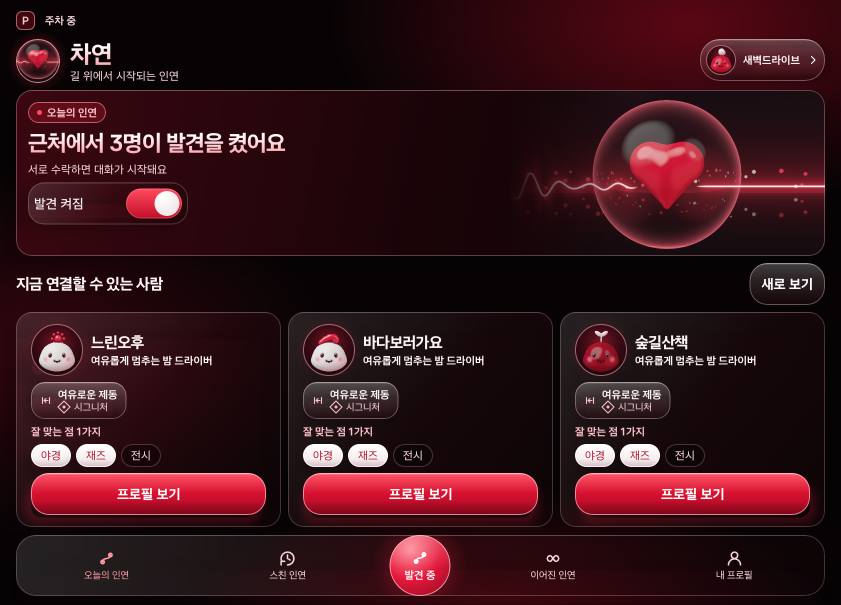 P 주차 중
차연
길 위에서 시작되는 인연
새벽드라이브
오늘의 인연
근처에서 3명이 발견을 켰어요
서로 수락하면 대화가 시작돼요
발견 켜짐
지금 연결할 수 있는 사람
새로 보기
느린오후
여유롭게 멈추는 밤 드라이버
여유로운 제동
시그니처
잘 맞는 점 1가지
야경 재즈 전시
프로필 보기
바다보러가요
여유롭게 멈추는 밤 드라이버
여유로운 제동
시그니처
잘 맞는 점 1가지
야경 재즈 전시
프로필 보기
숲길산책
여유롭게 멈추는 밤 드라이버
여유로운 제동
시그니처
잘 맞는 점 1가지
야경 재즈 전시
프로필 보기
오늘의 인연
스친 인연
발견 중
이어진 인연
내 프로필